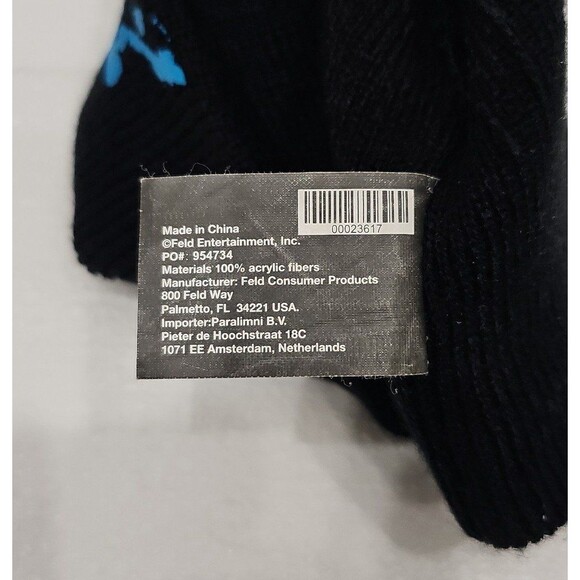 00023617
Made in China
©Feld Entertainment, Inc.
PO#: 954734
Materials 100% acrylic fibers
Manufacturer: Feld Consumer Products
800 Feld Way
Palmetto, FL 34221 USA.
Importer:Paralimni B.V.
Pieter de Hoochstraat 18C
1071 EE Amsterdam, Netherlands